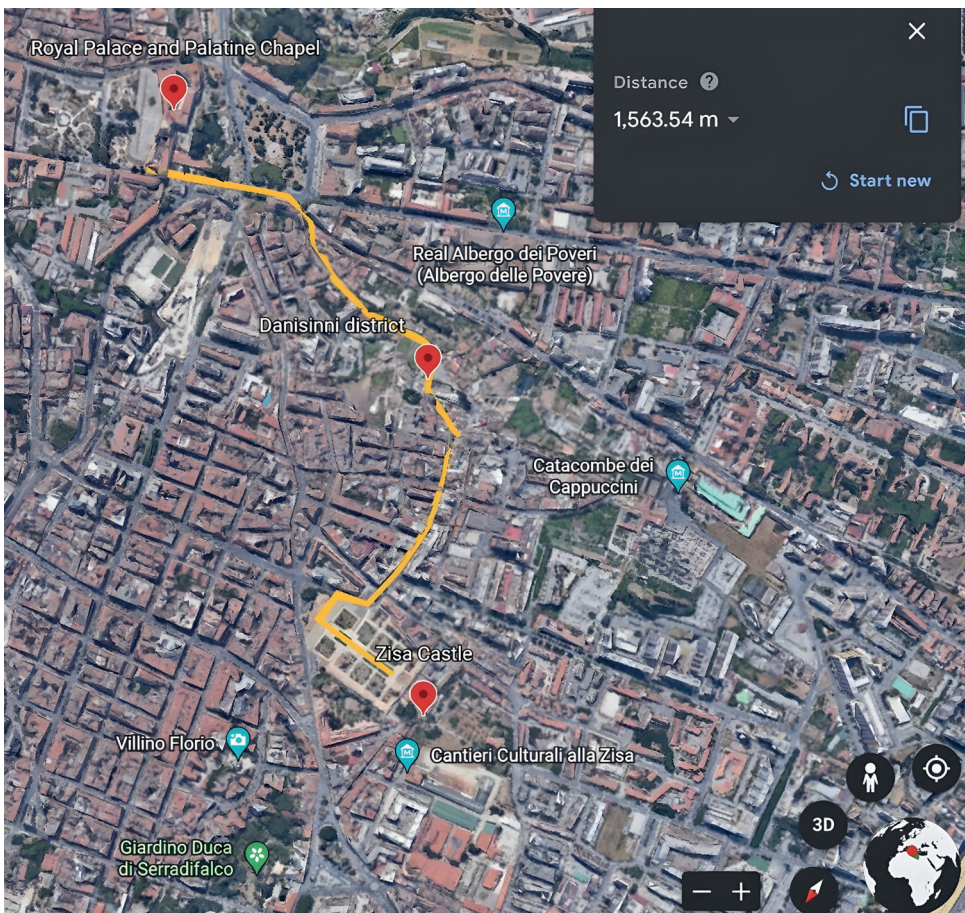 Royal Palace and Palatine Chapel
Distance ?
1,563.54 m
Start new
Real Albergo dei Poveri
(Albergo delle Povere)
Danisinni district
Catacombe dei
Cappuccini
Zisa Castle
Villino Florio
Cantieri Culturali alla Zisa
3D
Giardino Duca
di Serradifalco